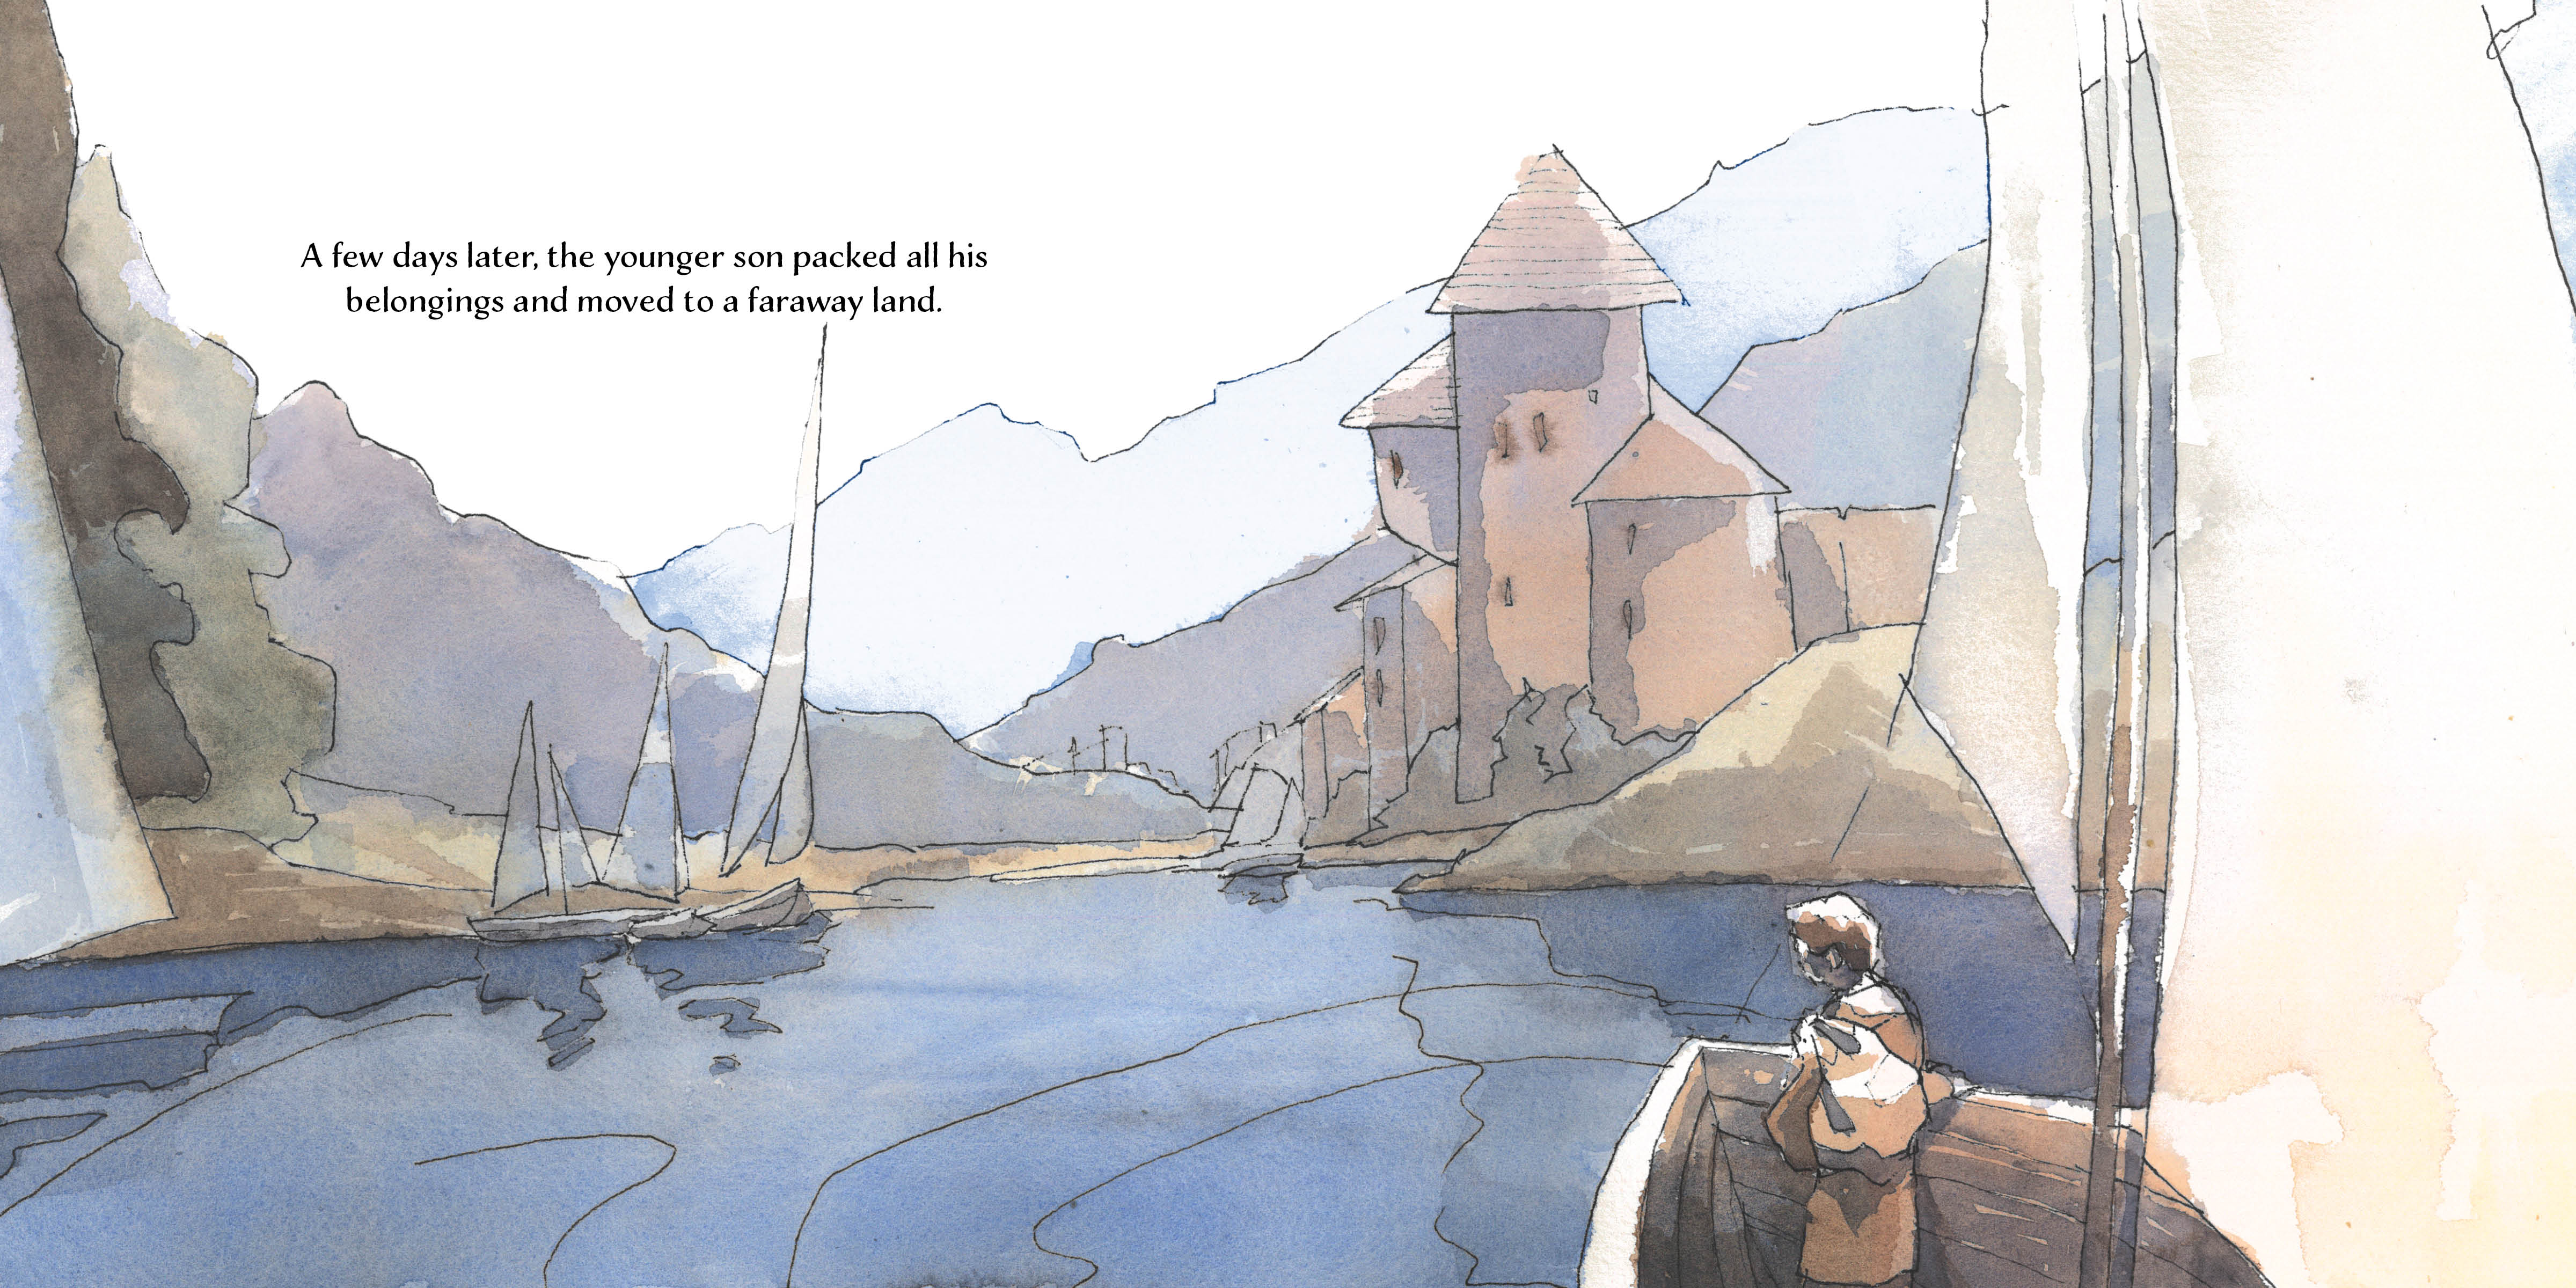 A few days later, the younger son packed all his
belongings and moved to a faraway land.